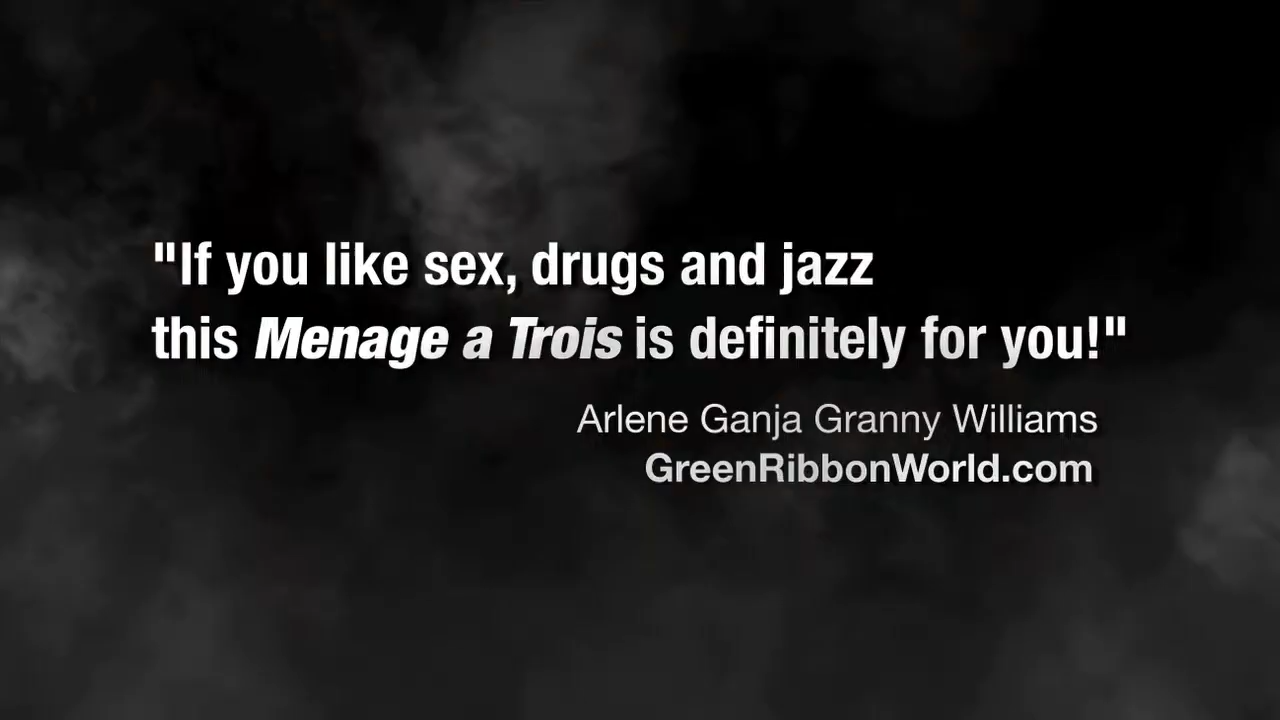 "If you like sex, drugs and jazz
this Menage a Trois is definitely for you!"
Arlene Ganja Granny Williams
GreenRibbonWorld.com